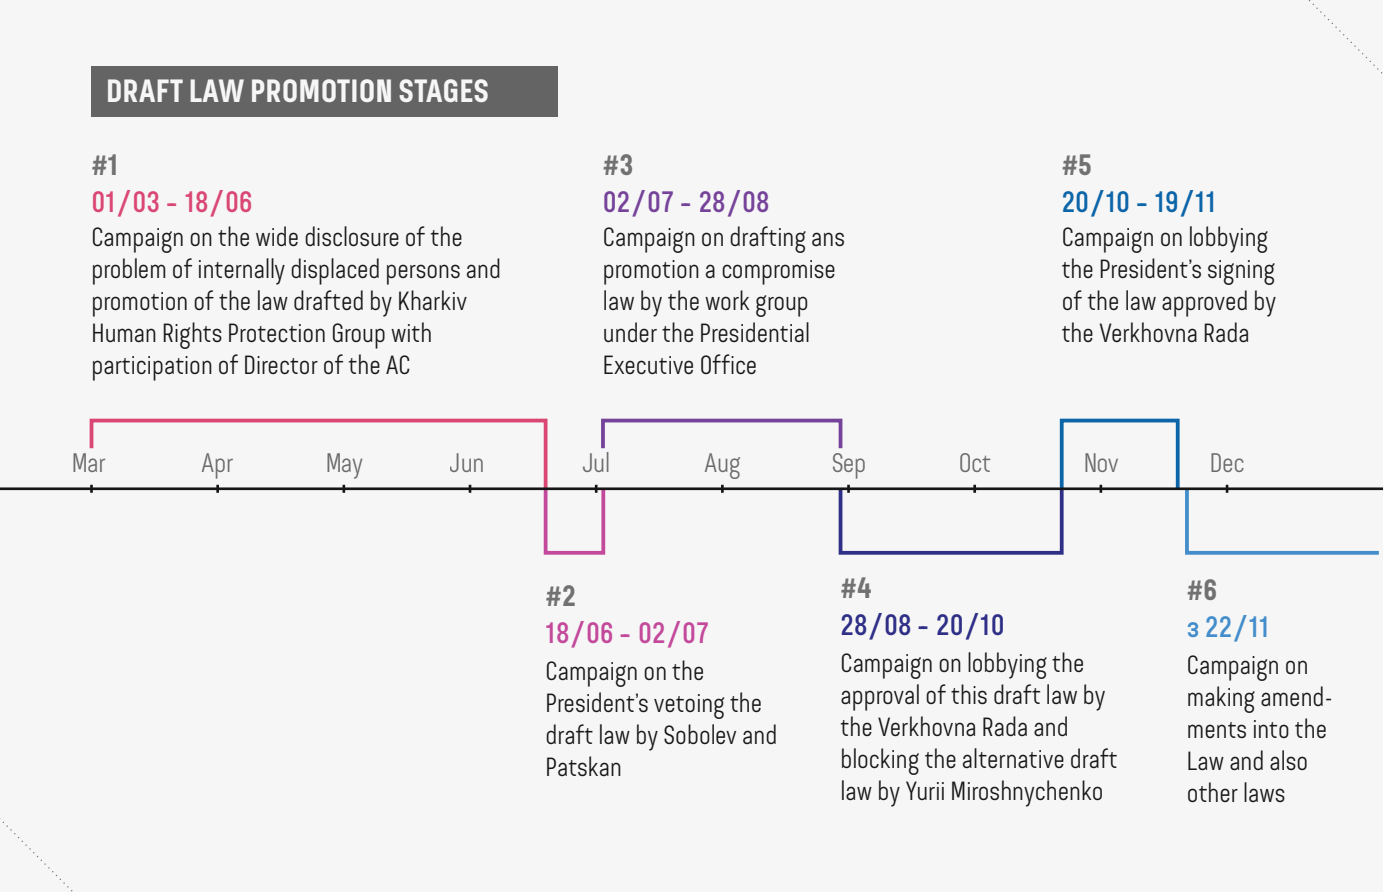 DRAFT LAW PROMOTION STAGES
#1
01/03 – 18/06
Campaign on the wide disclosure of the
problem of internally displaced persons and
promotion of the law drafted by Kharkiv
Human Rights Protection Group with
participation of Director of the AC
#3
02/07 – 28/08
Campaign on drafting ans
promotion a compromise
law by the work group
under the Presidential
Executive Office
#5
20/10 – 19/11
Campaign on lobbying
the President's signing
of the law approved by
the Verkhovna Rada
Mar Apr May Jun Jul Aug Sep Oct Nov Dec
#2
18/06 – 02/07
Campaign on the
President's vetoing the
draft law by Sobolev and
Patskan
#4
28/08 – 20/10
Campaign on lobbying the
approval of this draft law by
the Verkhovna Rada and
blocking the alternative draft
law by Yurii Miroshnychenko
#6
з 22/11
Campaign on
making amend-
ments into the
Law and also
other laws